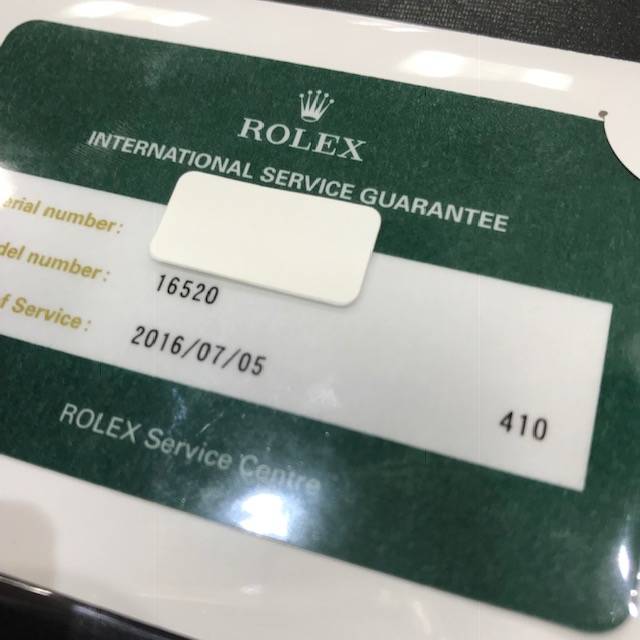 ROLEX
INTERNATIONAL SERVICE GUARANTEE
erial number:
del number: 16520
f Service: 2016/07/05
410
ROLEX Service Centre